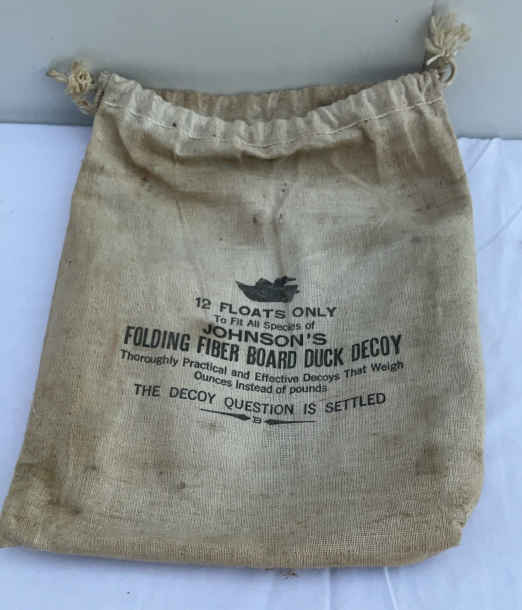 12 FLOATS ONLY
To Fit All Species of
JOHNSON'S
FOLDING FIBER BOARD DUCK DECOY
Thoroughly Practical and Effective Decoys That Weigh
Ounces Instead of pounds
THE DECOY QUESTION IS SETTLED
B